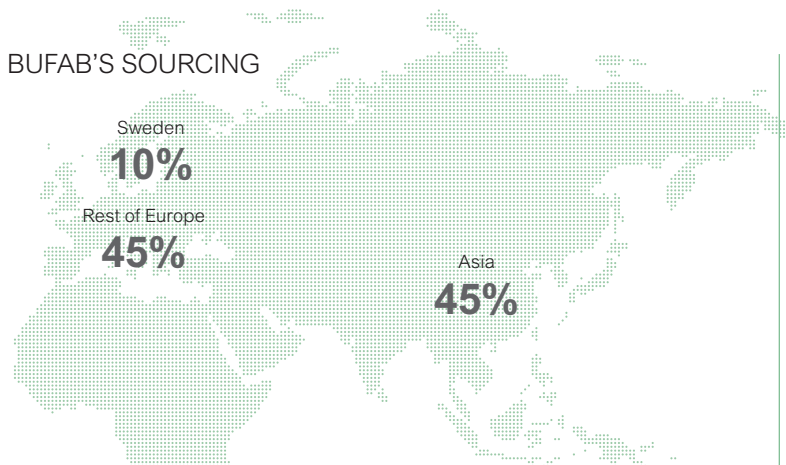 BUFAB'S SOURCING
Sweden
10%
Rest of Europe
45%
Asia
45%